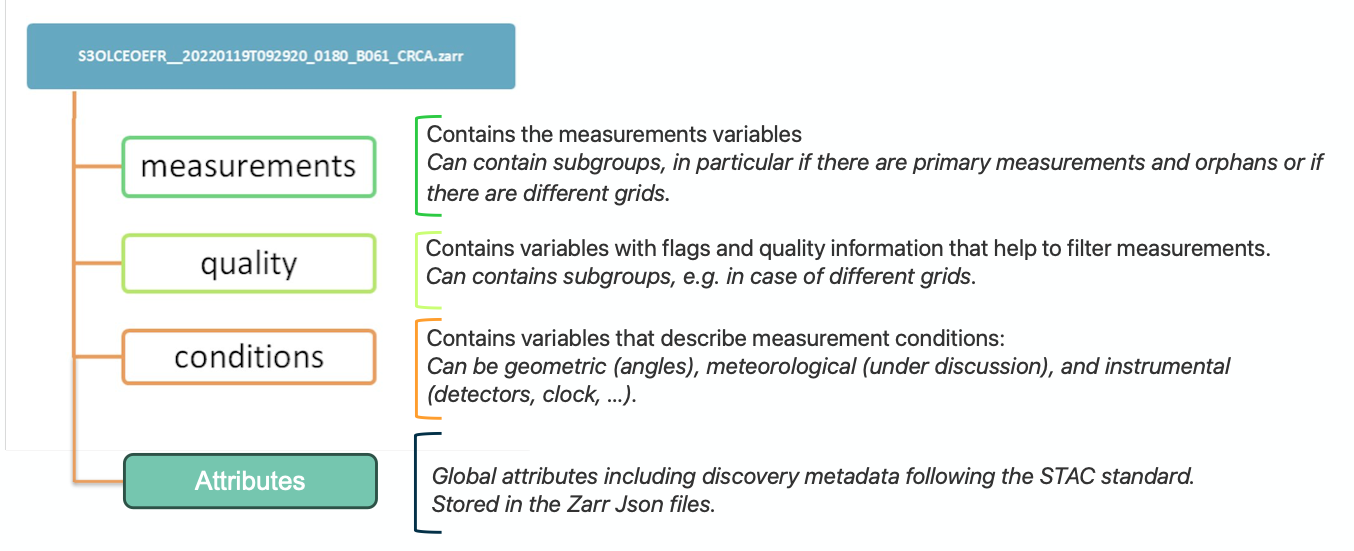 S3OLCEOEFR__20220119T092920_0180_B061_CRCA.zarr
measurements
Contains the measurements variables
Can contain subgroups, in particular if there are primary measurements and orphans or if
there are different grids.
quality
Contains variables with flags and quality information that help to filter measurements.
Can contains subgroups, e.g. in case of different grids.
conditions
Contains variables that describe measurement conditions:
Can be geometric (angles), meteorological (under discussion), and instrumental
(detectors, clock, ...).
Attributes
Global attributes including discovery metadata following the STAC standard.
Stored in the Zarr Json files.